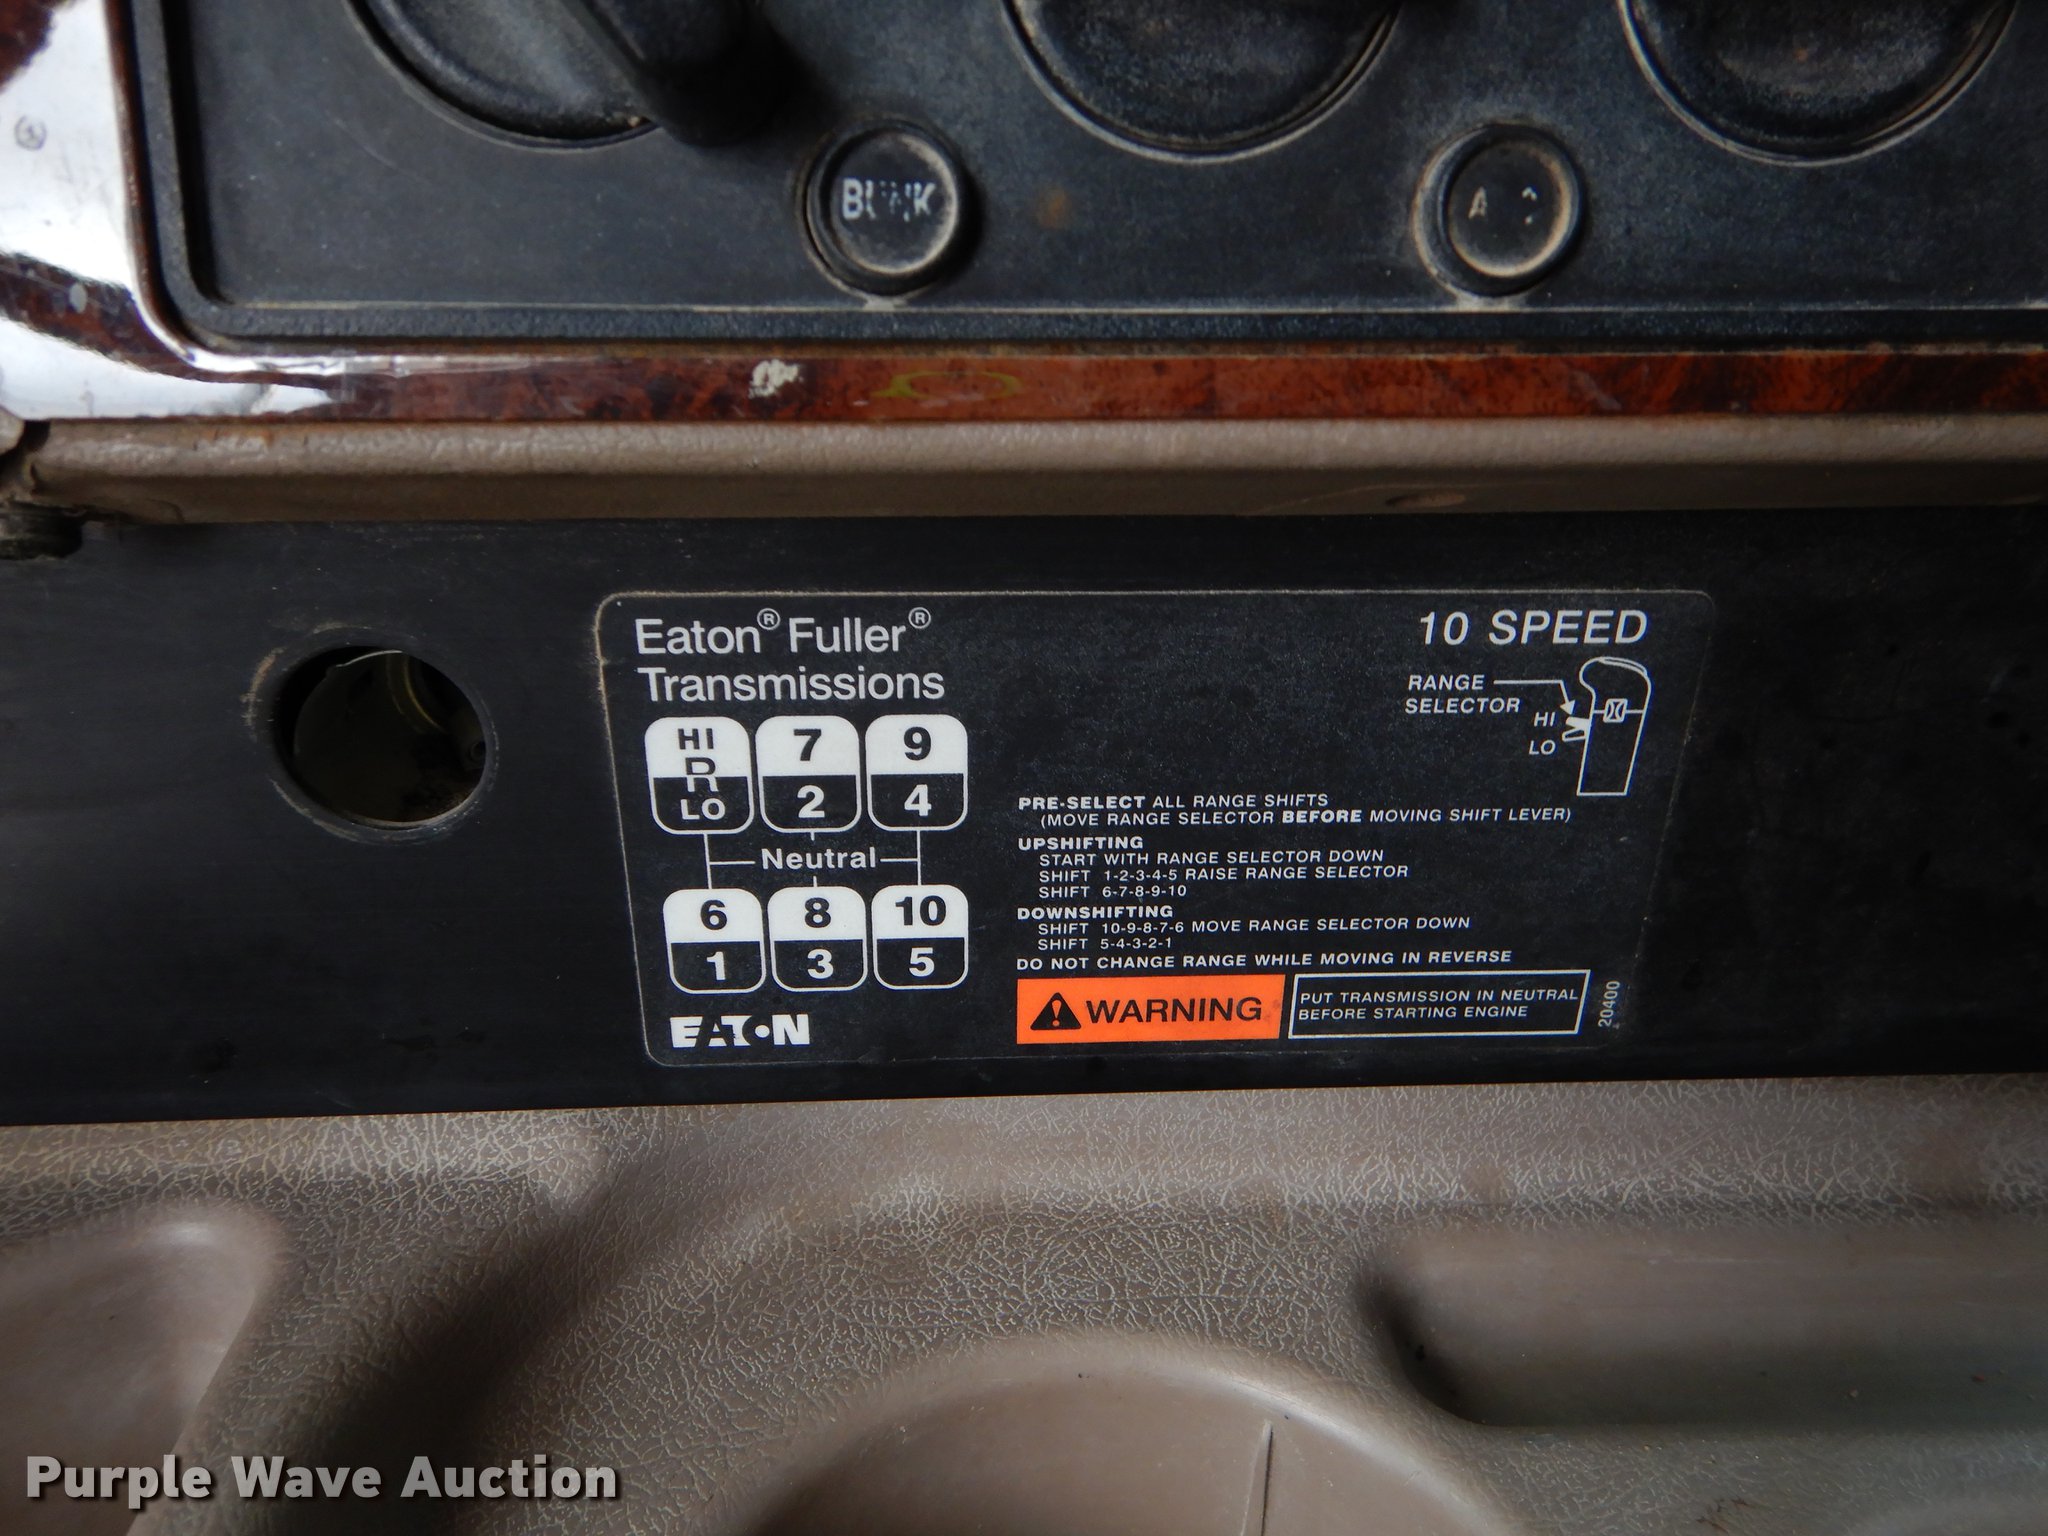 BUNK
Eaton® Fuller®
Transmissions
10 SPEED
RANGE
SELECTOR
HI
LO
HI
R
LO
7
2
9
4
Neutral
6
1
8
3
10
5
EATON
PRE-SELECT ALL RANGE SHIFTS
(MOVE RANGE SELECTOR BEFORE MOVING SHIFT LEVER)
UPSHIFTING
START WITH RANGE SELECTOR DOWN
SHIFT 1-2-3-4-5 RAISE RANGE SELECTOR
SHIFT 6-7-8-9-10
DOWNSHIFTING
SHIFT 10-9-8-7-6 MOVE RANGE SELECTOR DOWN
SHIFT 5-4-3-2-1
DO NOT CHANGE RANGE WHILE MOVING IN REVERSE
WARNING
PUT TRANSMISSION IN NEUTRAL
BEFORE STARTING ENGINE
20400
Purple Wave Auction